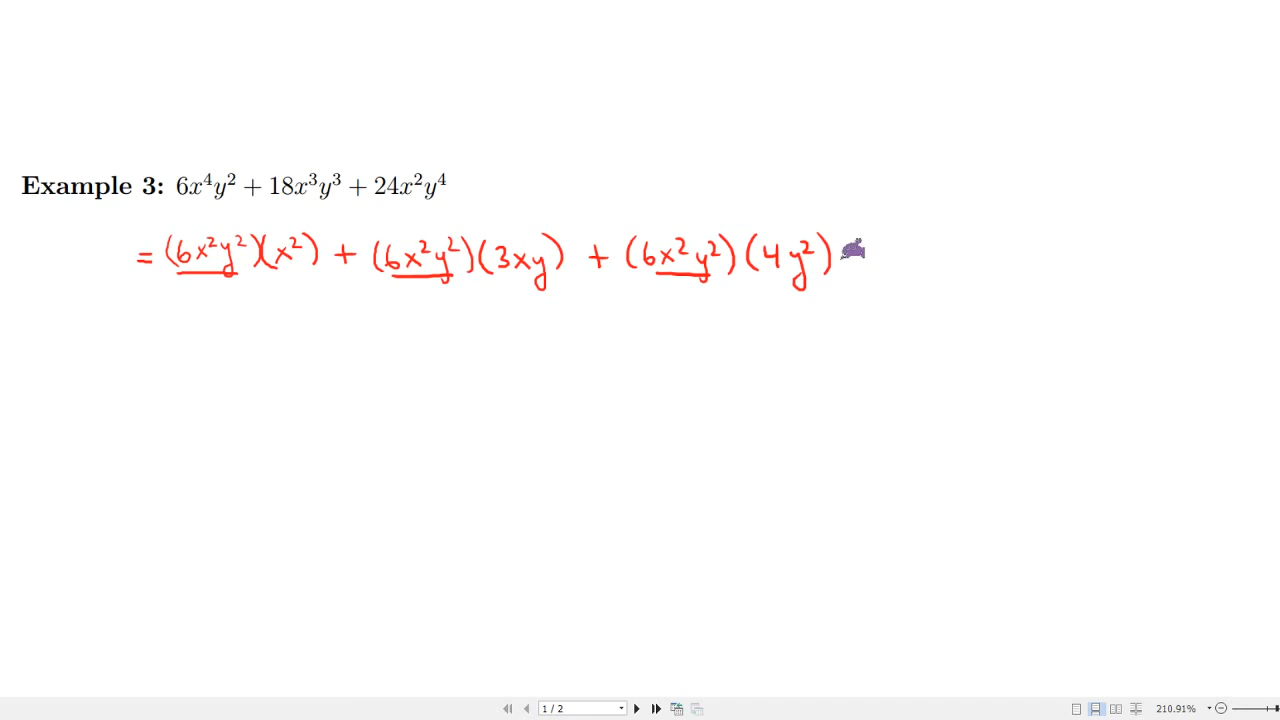 Example 3: 6x⁴y² + 18x³y³ + 24x²y⁴
= (6x²y²)(x²) + (6x²y²)(3xy) + (6x²y²)(4y²)
1 / 2
210.91%